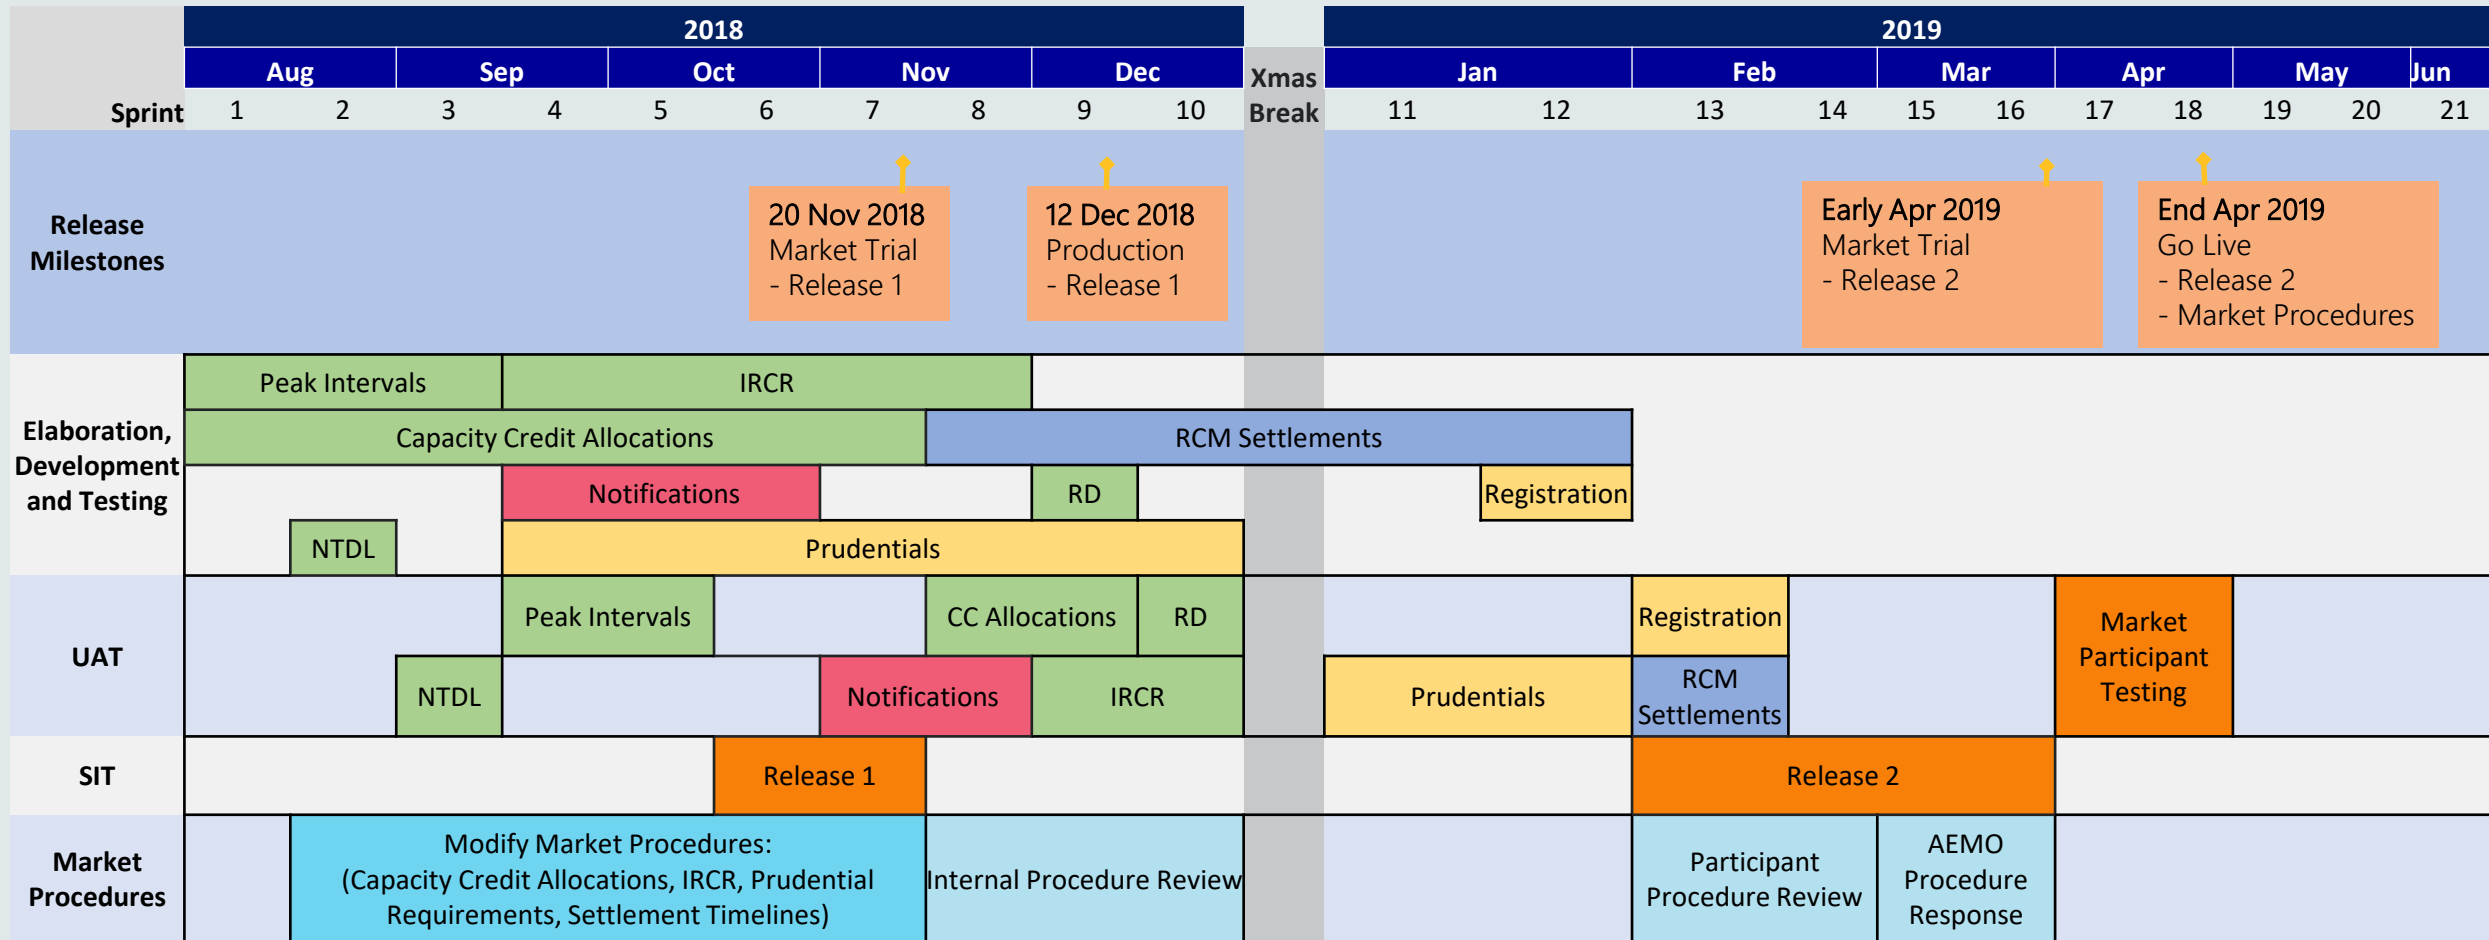 2018
2019
Aug
Sep
Oct
Nov
Dec
Xmas
Break
Jan
Feb
Mar
Apr
May
Jun
Sprint
1
2
3
4
5
6
7
8
9
10
11
12
13
14
15
16
17
18
19
20
21
Release
Milestones
20 Nov 2018
Market Trial
- Release 1
12 Dec 2018
Production
- Release 1
Early Apr 2019
Market Trial
- Release 2
End Apr 2019
Go Live
- Release 2
- Market Procedures
Elaboration,
Development
and Testing
Peak Intervals
IRCR
Capacity Credit Allocations
RCM Settlements
Notifications
RD
Registration
NTDL
Prudentials
UAT
Peak Intervals
CC Allocations
RD
Registration
Market
Participant
Testing
NTDL
Notifications
IRCR
Prudentials
RCM
Settlements
SIT
Release 1
Release 2
Market
Procedures
Modify Market Procedures:
(Capacity Credit Allocations, IRCR, Prudential
Requirements, Settlement Timelines)
Internal Procedure Review
Participant
Procedure Review
AEMO
Procedure
Response